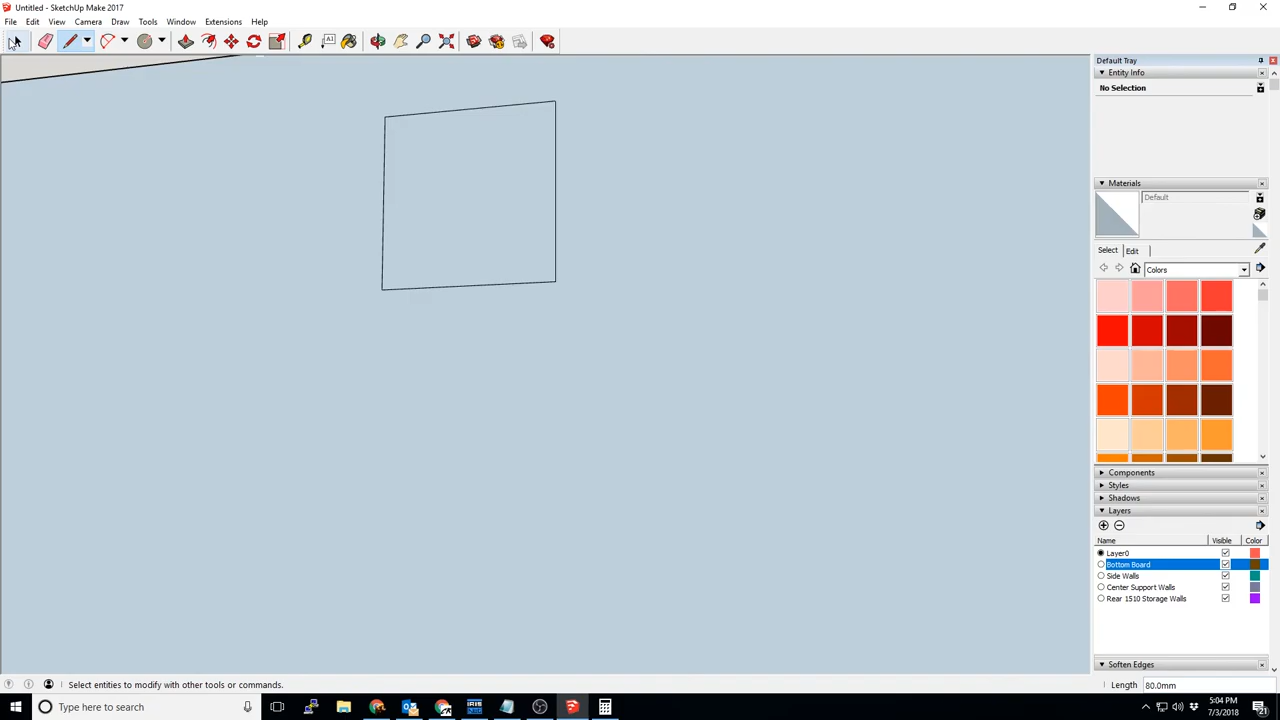 Untitled - SketchUp Make 2017
File Edit View Camera Draw Tools Window Extensions Help
Default Tray
Entity Info
No Selection
Materials
Default
Select Edit
Colors
Components
Styles
Shadows
Layers
Name Visible Color
Layer0
Bottom Board
Side Walls
Center Support Walls
Rear 1510 Storage Walls
Soften Edges
Select entities to modify with other tools or commands.
Length 80.0mm
Type here to search
5:04 PM
7/3/2018
21